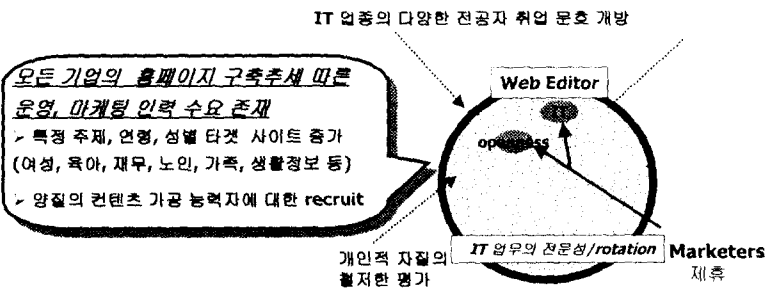 IT 업종의 다양한 전공자 취업 문호 개방
모든 기업의 홈페이지 구축추세 따른
운영, 마케팅 인력 수요 존재
➢ 특정 주제, 연령, 성별 타겟 사이트 증가
(여성, 육아, 재무, 노인, 가족, 생활정보 등)
➢ 양질의 컨텐츠 가공 능력자에 대한 recruit
Web Editor
IT
openness
IT 업무의 전문성/rotation
Marketers
제휴
개인적 자질의
철저한 평가